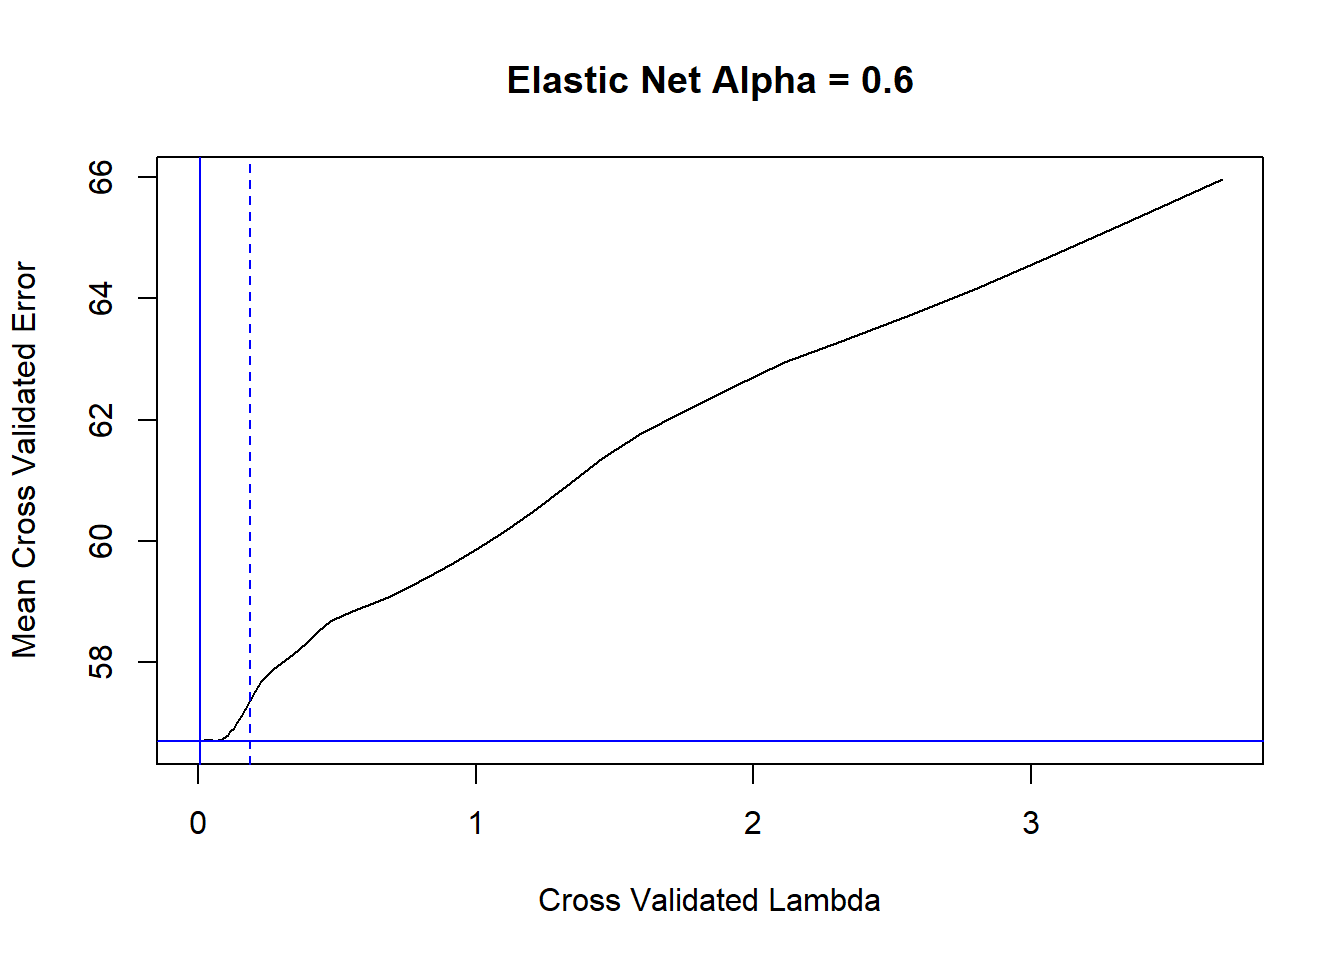 Elastic Net Alpha = 0.6
Mean Cross Validated Error
66
64
62
60
58
0 1 2 3
Cross Validated Lambda